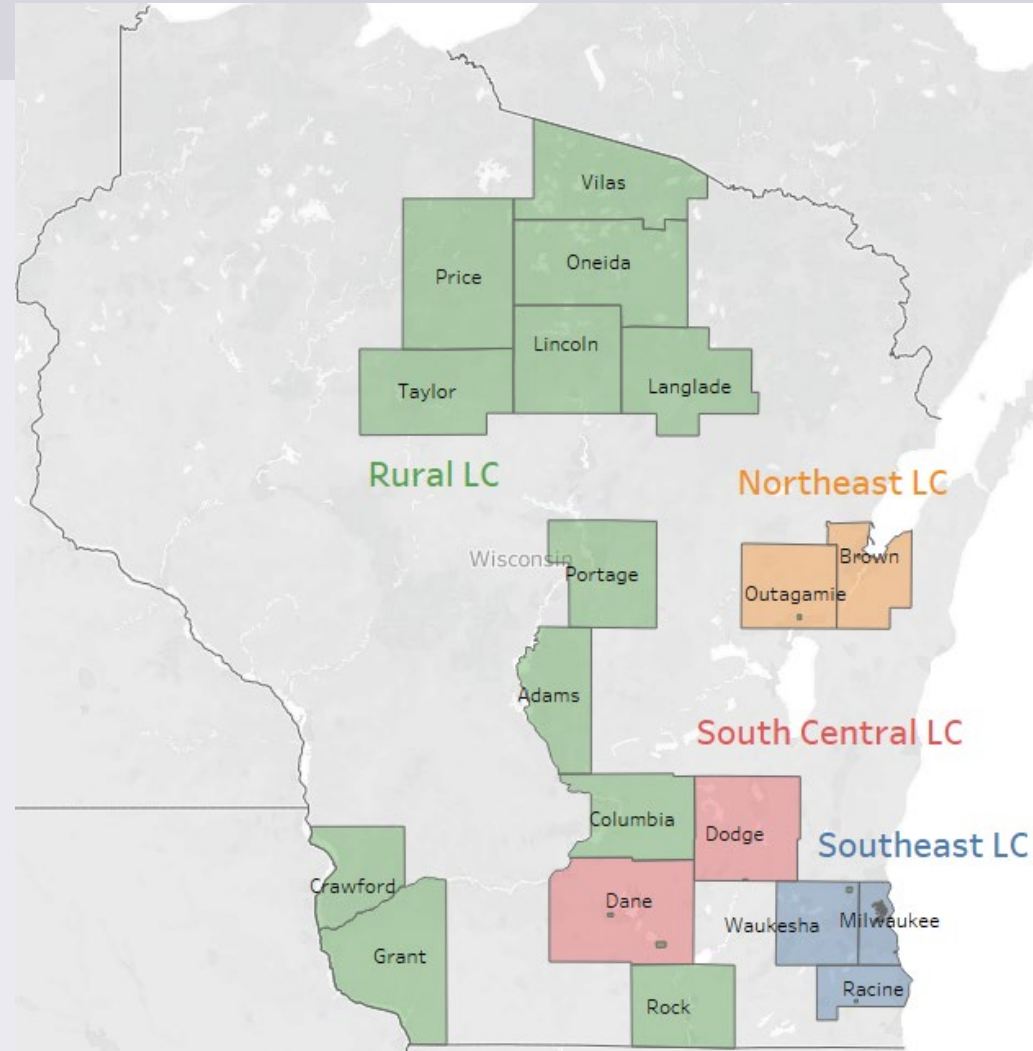 Vilas
Oneida
Price
Lincoln
Langlade
Taylor
Rural LC
Northeast LC
Wisconsin
Portage
Brown
Outagamie
Adams
South Central LC
Columbia
Dodge
Southeast LC
Crawford
Dane
Waukesha
Milwaukee
Grant
Racine
Rock